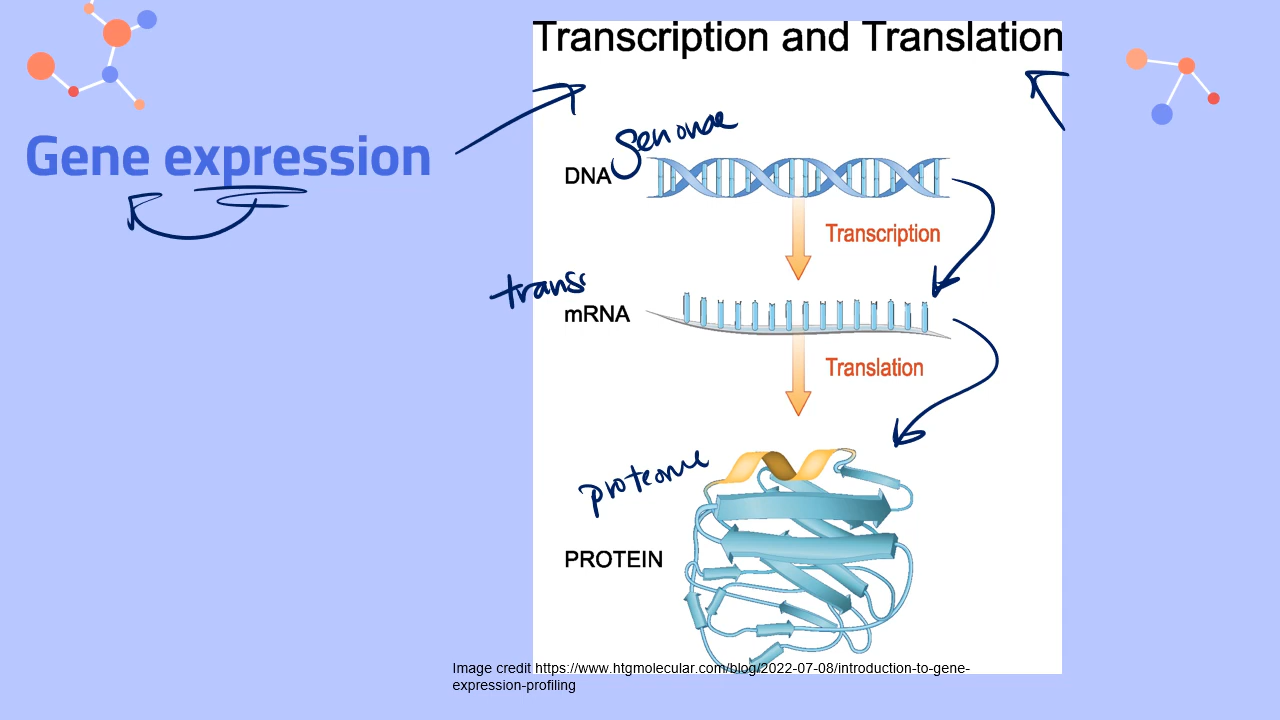 Transcription and Translation
Gene expression
genome
DNA
Transcription
trans
mRNA
Translation
proteome
PROTEIN
Image credit https://www.htgmolecular.com/blog/2022-07-08/introduction-to-gene-
expression-profiling